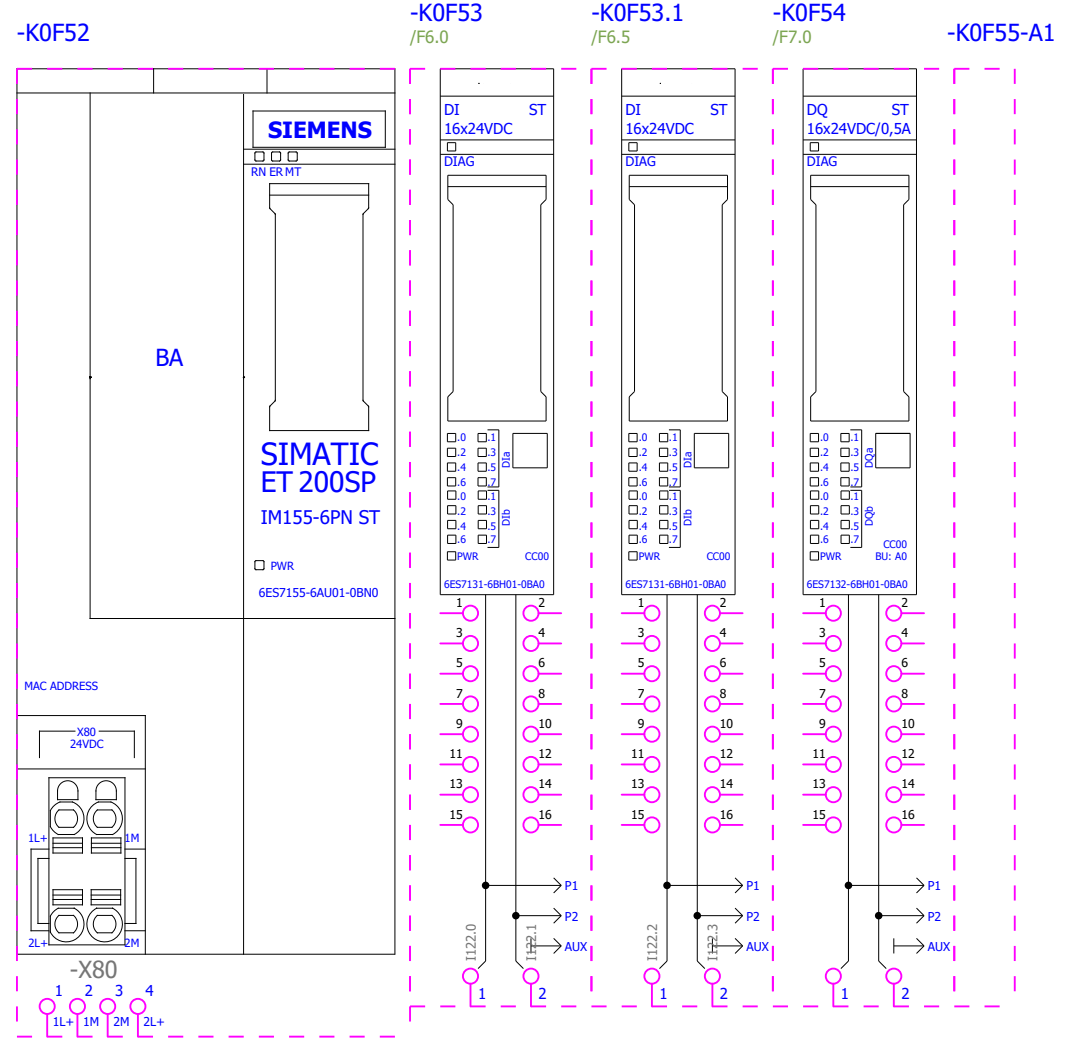 -K0F52
-K0F53
/F6.0
-K0F53.1
/F6.5
-K0F54
/F7.0
-K0F55-A1
SIEMENS
RN ER MT
BA
SIMATIC
ET 200SP
IM155-6PN ST
PWR
6ES7155-6AU01-0BN0
MAC ADDRESS
X80
24VDC
1L+ 1M
2L+ 2M
-X80
1 2 3 4
1L+ 1M 2M 2L+
DI ST
16x24VDC
DIAG
.0 .1
.2 .3
.4 .5
.6 .7
DIa
.0 .1
.2 .3
.4 .5
.6 .7
DIb
PWR CC00
6ES7131-6BH01-0BA0
1 2
3 4
5 6
7 8
9 10
11 12
13 14
15 16
P1
P2
AUX
I122.0
I122.1
1 2
DI ST
16x24VDC
DIAG
.0 .1
.2 .3
.4 .5
.6 .7
DIa
.0 .1
.2 .3
.4 .5
.6 .7
DIb
PWR CC00
6ES7131-6BH01-0BA0
1 2
3 4
5 6
7 8
9 10
11 12
13 14
15 16
P1
P2
AUX
I122.2
I122.3
1 2
DQ ST
16x24VDC/0,5A
DIAG
.0 .1
.2 .3
.4 .5
.6 .7
DQa
.0 .1
.2 .3
.4 .5
.6 .7
DQb
CC00
PWR BU: A0
6ES7132-6BH01-0BA0
1 2
3 4
5 6
7 8
9 10
11 12
13 14
15 16
P1
P2
AUX
1 2